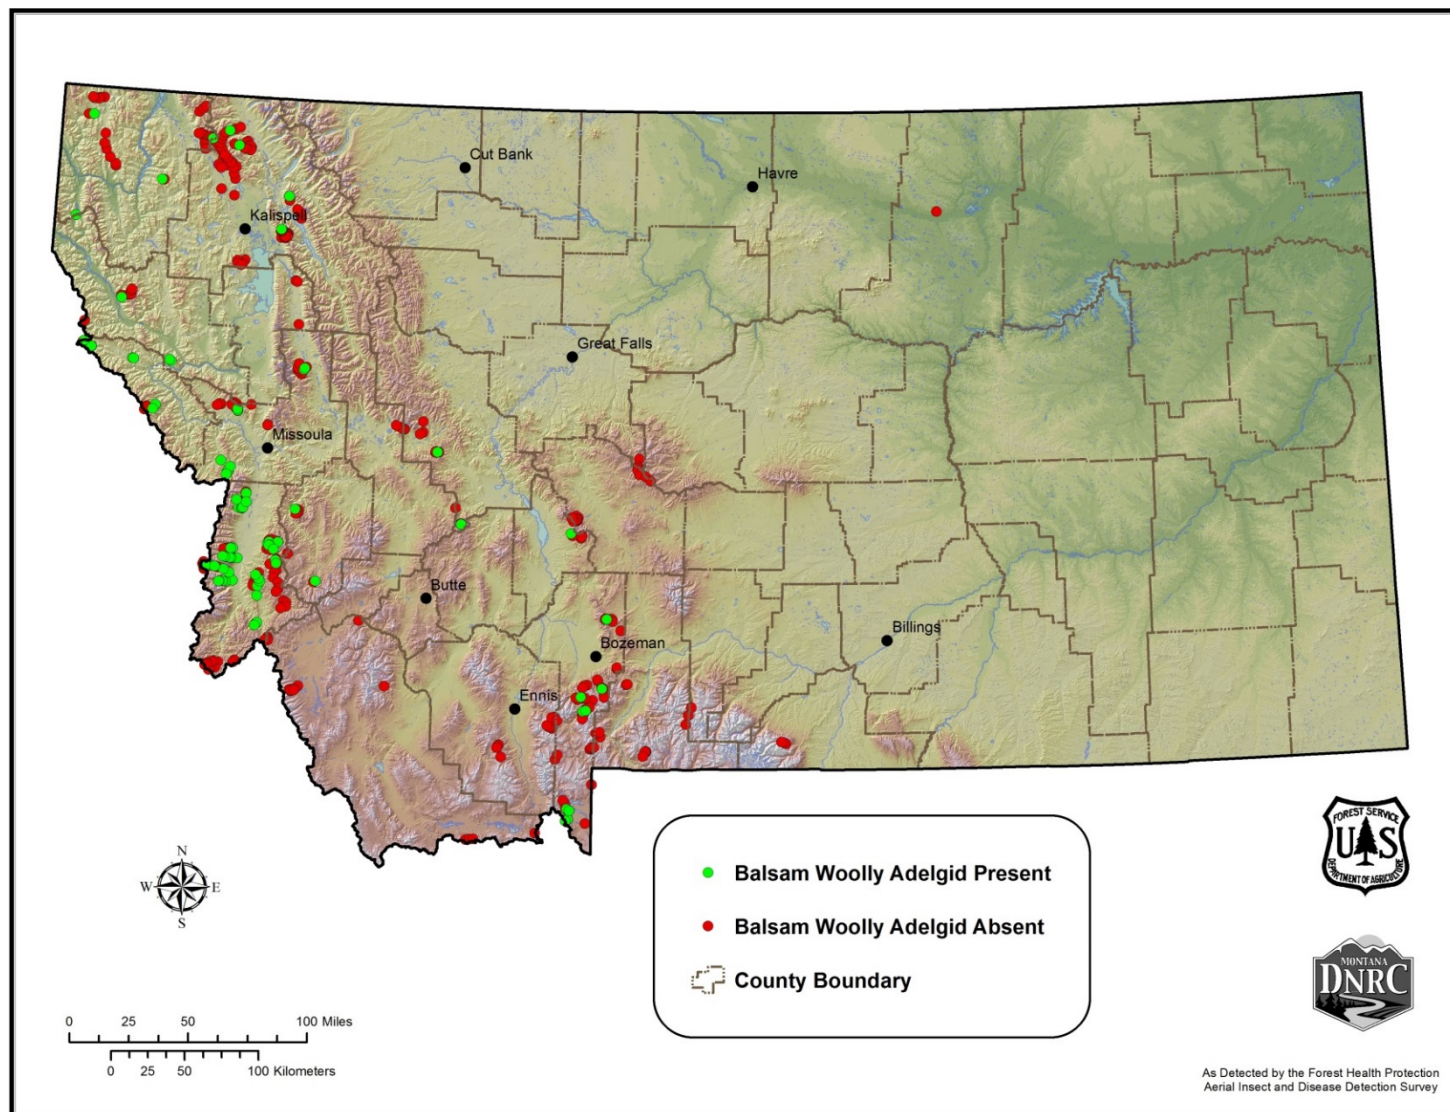 Cut Bank
Havre
Kalispell
Great Falls
Missoula
Butte
Billings
Bozeman
Ennis
N
W E
S
Balsam Woolly Adelgid Present
Balsam Woolly Adelgid Absent
County Boundary
FOREST SERVICE
U S
DEPARTMENT OF AGRICULTURE
MONTANA
DNRC
0 25 50 100 Miles
0 25 50 100 Kilometers
As Detected by the Forest Health Protection
Aerial Insect and Disease Detection Survey